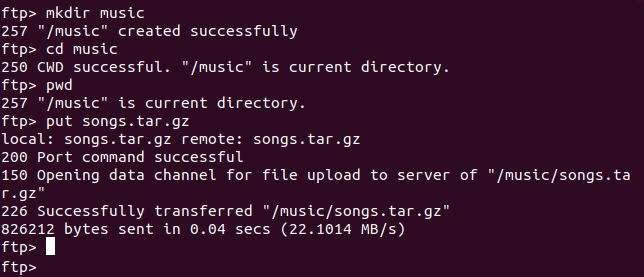 ftp> mkdir music
257 "/music" created successfully
ftp> cd music
250 CWD successful. "/music" is current directory.
ftp> pwd
257 "/music" is current directory.
ftp> put songs.tar.gz
local: songs.tar.gz remote: songs.tar.gz
200 Port command successful
150 Opening data channel for file upload to server of "/music/songs.ta
r.gz"
226 Successfully transferred "/music/songs.tar.gz"
826212 bytes sent in 0.04 secs (22.1014 MB/s)
ftp>
ftp>